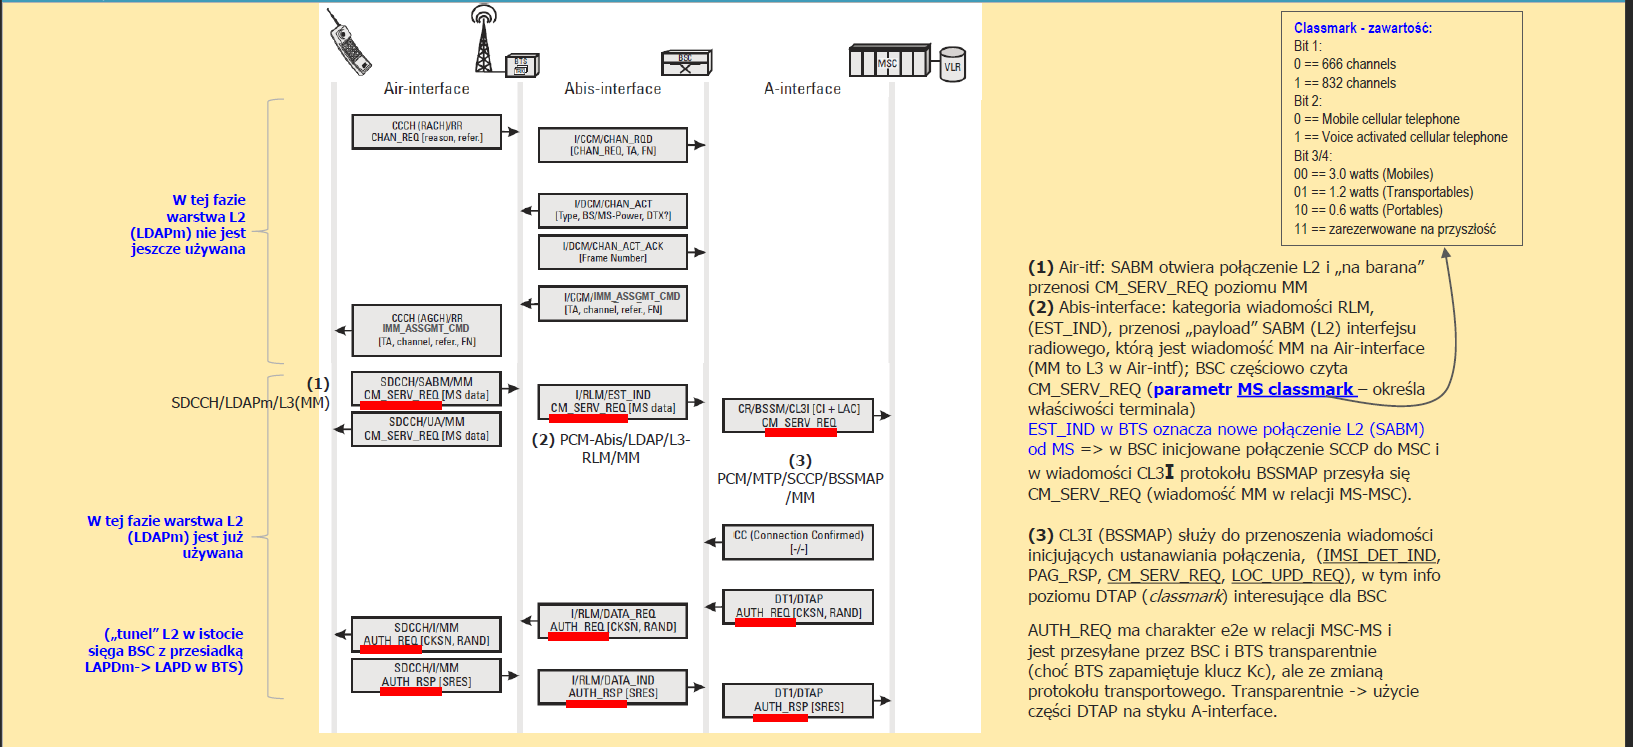 BTS
TRX
BSC
MSC
VLR
Air-interface
Abis-interface
A-interface
CCCH (RACH)/RR
CHAN_REQ [reason, refer.]
I/CCM/CHAN_RQD
[CHAN_REQ, TA, FN]
I/DCM/CHAN_ACT
[Type, BS/MS-Power, DTX?]
I/DCM/CHAN_ACT_ACK
[Frame Number]
I/CCM/IMM_ASSGMT_CMD
[TA, channel, refer., FN]
CCCH (AGCH)/RR
IMM_ASSGMT_CMD
[TA, channel, refer., FN]
W tej fazie
warstwa L2
(LDAPm) nie jest
jeszcze używana
(1)
SDCCH/LDAPm/L3(MM)
SDCCH/SABM/MM
CM_SERV_REQ [MS data]
I/RLM/EST_IND
CM_SERV_REQ [MS data]
CR/BSSM/CL3I [CI + LAC]
CM_SERV_REQ
SDCCH/UA/MM
CM_SERV_REQ [MS data]
(2) PCM-Abis/LDAP/L3-
RLM/MM
(3)
PCM/MTP/SCCP/BSSMAP
/MM
W tej fazie warstwa L2
(LDAPm) jest już
używana
CC (Connection Confirmed)
[-/-]
DT1/DTAP
AUTH_REQ [CKSN, RAND]
I/RLM/DATA_REQ
AUTH_REQ [CKSN, RAND]
SDCCH/I/MM
AUTH_REQ [CKSN, RAND]
(„tunel” L2 w istocie
sięga BSC z przesiadką
LAPDm-> LAPD w BTS)
SDCCH/I/MM
AUTH_RSP [SRES]
I/RLM/DATA_IND
AUTH_RSP [SRES]
DT1/DTAP
AUTH_RSP [SRES]
Classmark - zawartość:
Bit 1:
0 == 666 channels
1 == 832 channels
Bit 2:
0 == Mobile cellular telephone
1 == Voice activated cellular telephone
Bit 3/4:
00 == 3.0 watts (Mobiles)
01 == 1.2 watts (Transportables)
10 == 0.6 watts (Portables)
11 == zarezerwowane na przyszłość
(1) Air-itf: SABM otwiera połączenie L2 i „na barana”
przenosi CM_SERV_REQ poziomu MM
(2) Abis-interface: kategoria wiadomości RLM,
(EST_IND), przenosi „payload” SABM (L2) interfejsu
radiowego, którą jest wiadomość MM na Air-interface
(MM to L3 w Air-intf); BSC częściowo czyta
CM_SERV_REQ (parametr MS classmark – określa
właściwości terminala)
EST_IND w BTS oznacza nowe połączenie L2 (SABM)
od MS => w BSC inicjowane połączenie SCCP do MSC i
w wiadomości CL3I protokołu BSSMAP przesyła się
CM_SERV_REQ (wiadomość MM w relacji MS-MSC).
(3) CL3I (BSSMAP) służy do przenoszenia wiadomości
inicjujących ustanawiania połączenia, (IMSI_DET_IND,
PAG_RSP, CM_SERV_REQ, LOC_UPD_REQ), w tym info
poziomu DTAP (classmark) interesujące dla BSC
AUTH_REQ ma charakter e2e w relacji MSC-MS i
jest przesyłane przez BSC i BTS transparentnie
(choć BTS zapamiętuje klucz Kc), ale ze zmianą
protokołu transportowego. Transparentnie -> użycie
części DTAP na styku A-interface.